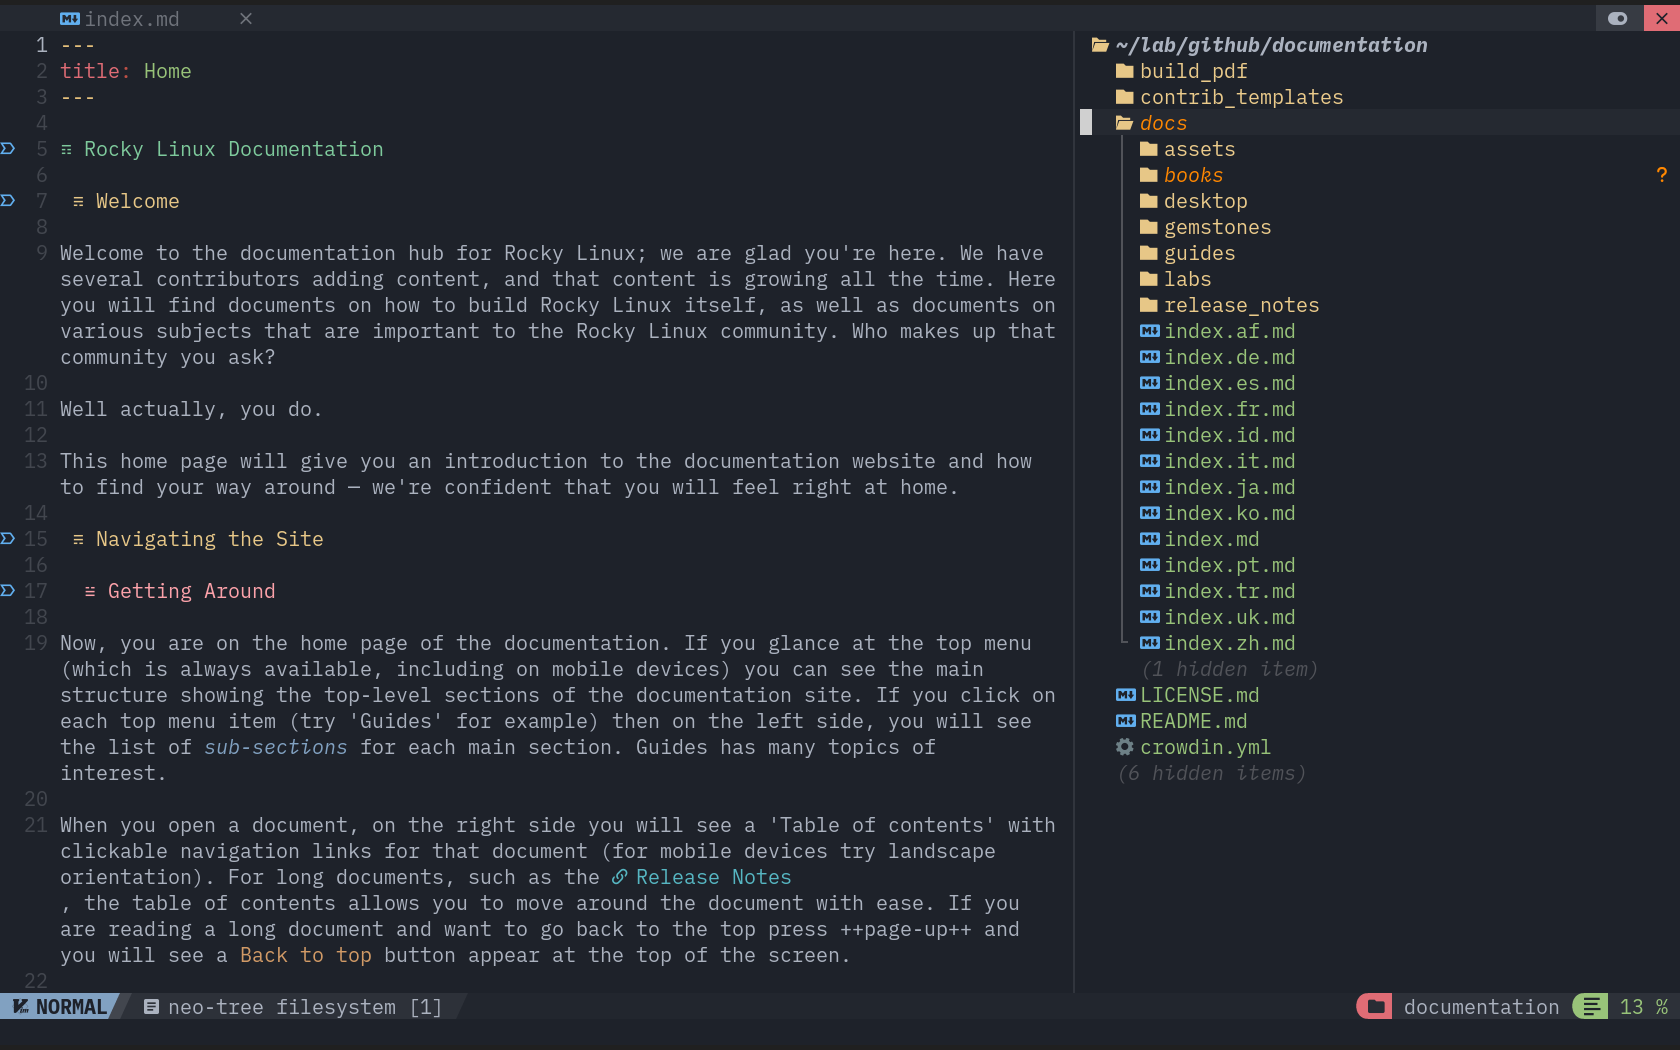 index.md
1 ---
2 title: Home
3 ---
4
5 Rocky Linux Documentation
6
7 Welcome
8
9 Welcome to the documentation hub for Rocky Linux; we are glad you're here. We have
several contributors adding content, and that content is growing all the time. Here
you will find documents on how to build Rocky Linux itself, as well as documents on
various subjects that are important to the Rocky Linux community. Who makes up that
community you ask?
10
11 Well actually, you do.
12
13 This home page will give you an introduction to the documentation website and how
to find your way around — we're confident that you will feel right at home.
14
15 Navigating the Site
16
17 Getting Around
18
19 Now, you are on the home page of the documentation. If you glance at the top menu
(which is always available, including on mobile devices) you can see the main
structure showing the top-level sections of the documentation site. If you click on
each top menu item (try 'Guides' for example) then on the left side, you will see
the list of sub-sections for each main section. Guides has many topics of
interest.
20
21 When you open a document, on the right side you will see a 'Table of contents' with
clickable navigation links for that document (for mobile devices try landscape
orientation). For long documents, such as the Release Notes
, the table of contents allows you to move around the document with ease. If you
are reading a long document and want to go back to the top press ++page-up++ and
you will see a Back to top button appear at the top of the screen.
22
~/lab/github/documentation
build_pdf
contrib_templates
docs
assets
books ?
desktop
gemstones
guides
labs
release_notes
index.af.md
index.de.md
index.es.md
index.fr.md
index.id.md
index.it.md
index.ja.md
index.ko.md
index.md
index.pt.md
index.tr.md
index.uk.md
index.zh.md
(1 hidden item)
LICENSE.md
README.md
crowdin.yml
(6 hidden items)
NORMAL neo-tree filesystem [1] documentation 13 %